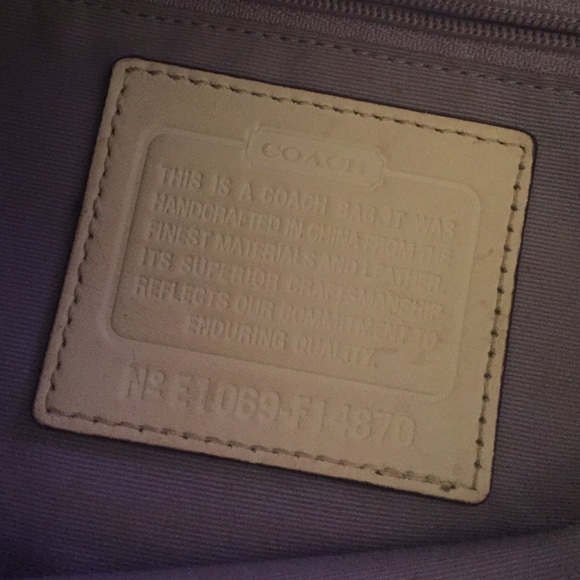 COACH
THIS IS A COACH BAG. IT WAS
HANDCRAFTED IN CHINA FROM THE
FINEST MATERIALS AND LEATHER.
ITS SUPERIOR CRAFTSMANSHIP
REFLECTS OUR COMMITMENT TO
ENDURING QUALITY.
Nº E1069-F14870